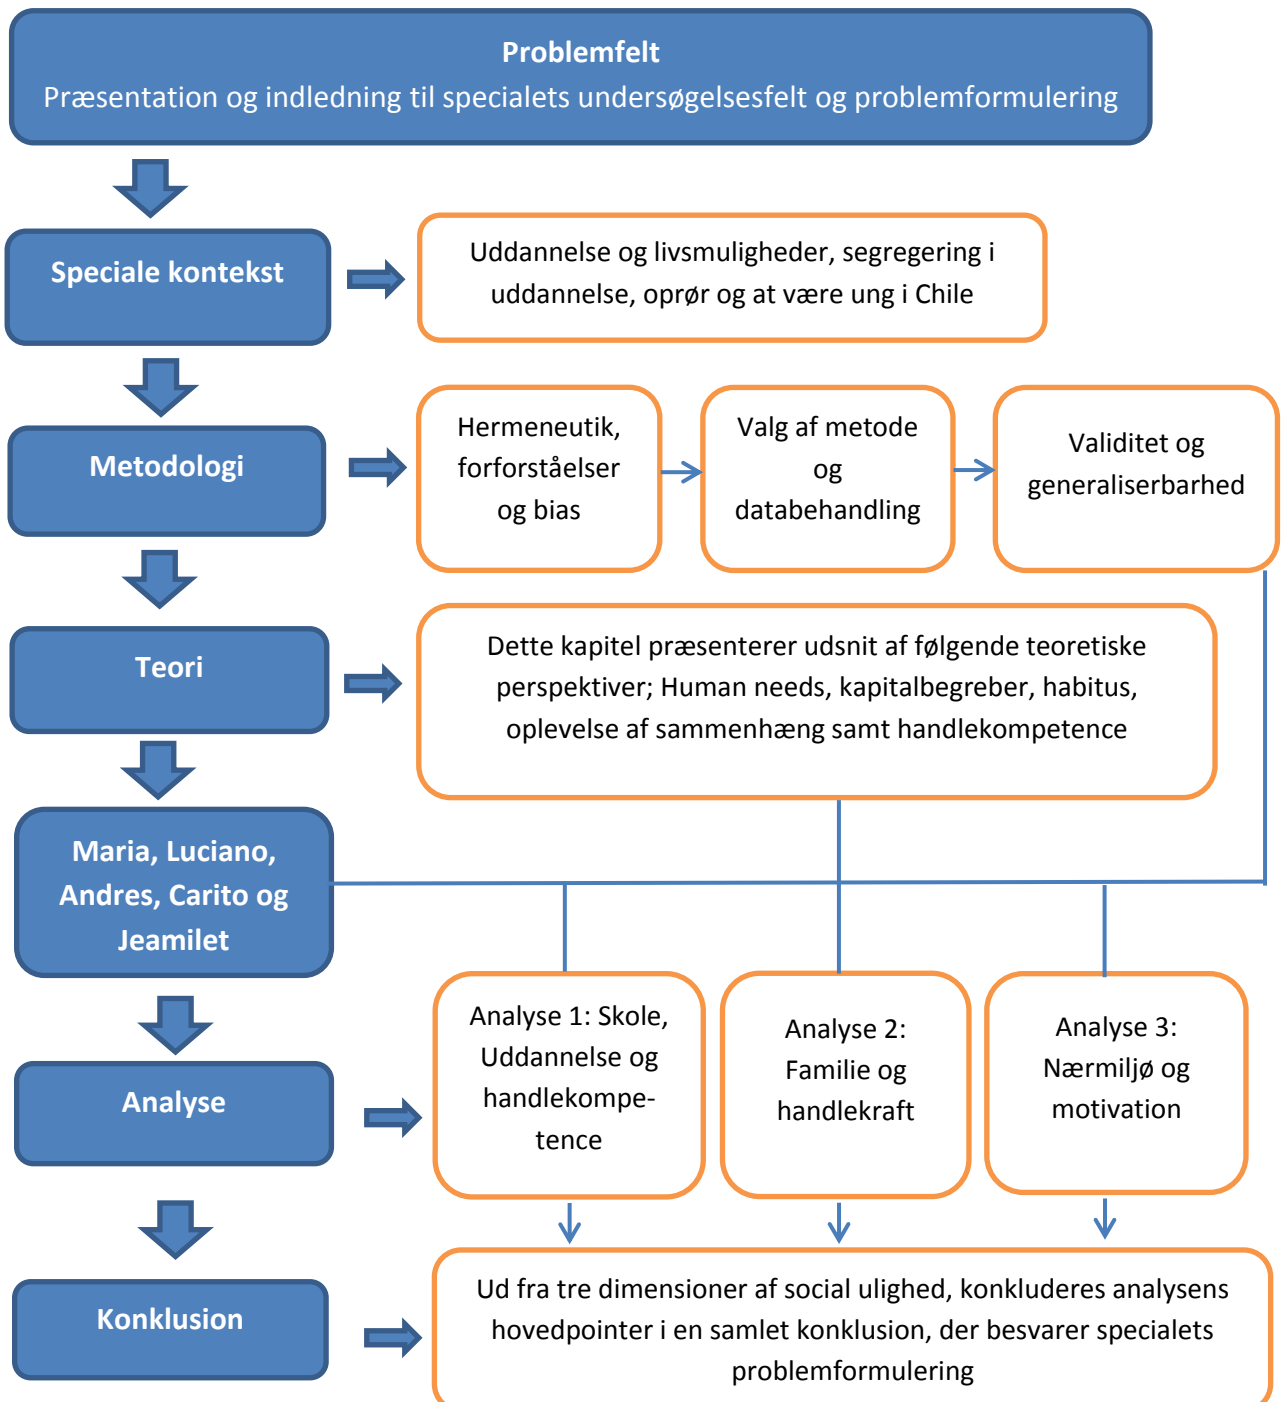 Problemfelt
Præsentation og indledning til specialets undersøgelsesfelt og problemformulering
Speciale kontekst
Uddannelse og livsmuligheder, segregering i
uddannelse, oprør og at være ung i Chile
Metodologi
Hermeneutik,
forforståelser
og bias
Valg af metode
og
databehandling
Validitet og
generaliserbarhed
Teori
Dette kapitel præsenterer udsnit af følgende teoretiske
perspektiver; Human needs, kapitalbegreber, habitus,
oplevelse af sammenhæng samt handlekompetence
Maria, Luciano,
Andres, Carito og
Jeamilet
Analyse
Analyse 1: Skole,
Uddannelse og
handlekompe-
tence
Analyse 2:
Familie og
handlekraft
Analyse 3:
Nærmiljø og
motivation
Konklusion
Ud fra tre dimensioner af social ulighed, konkluderes analysens
hovedpointer i en samlet konklusion, der besvarer specialets
problemformulering